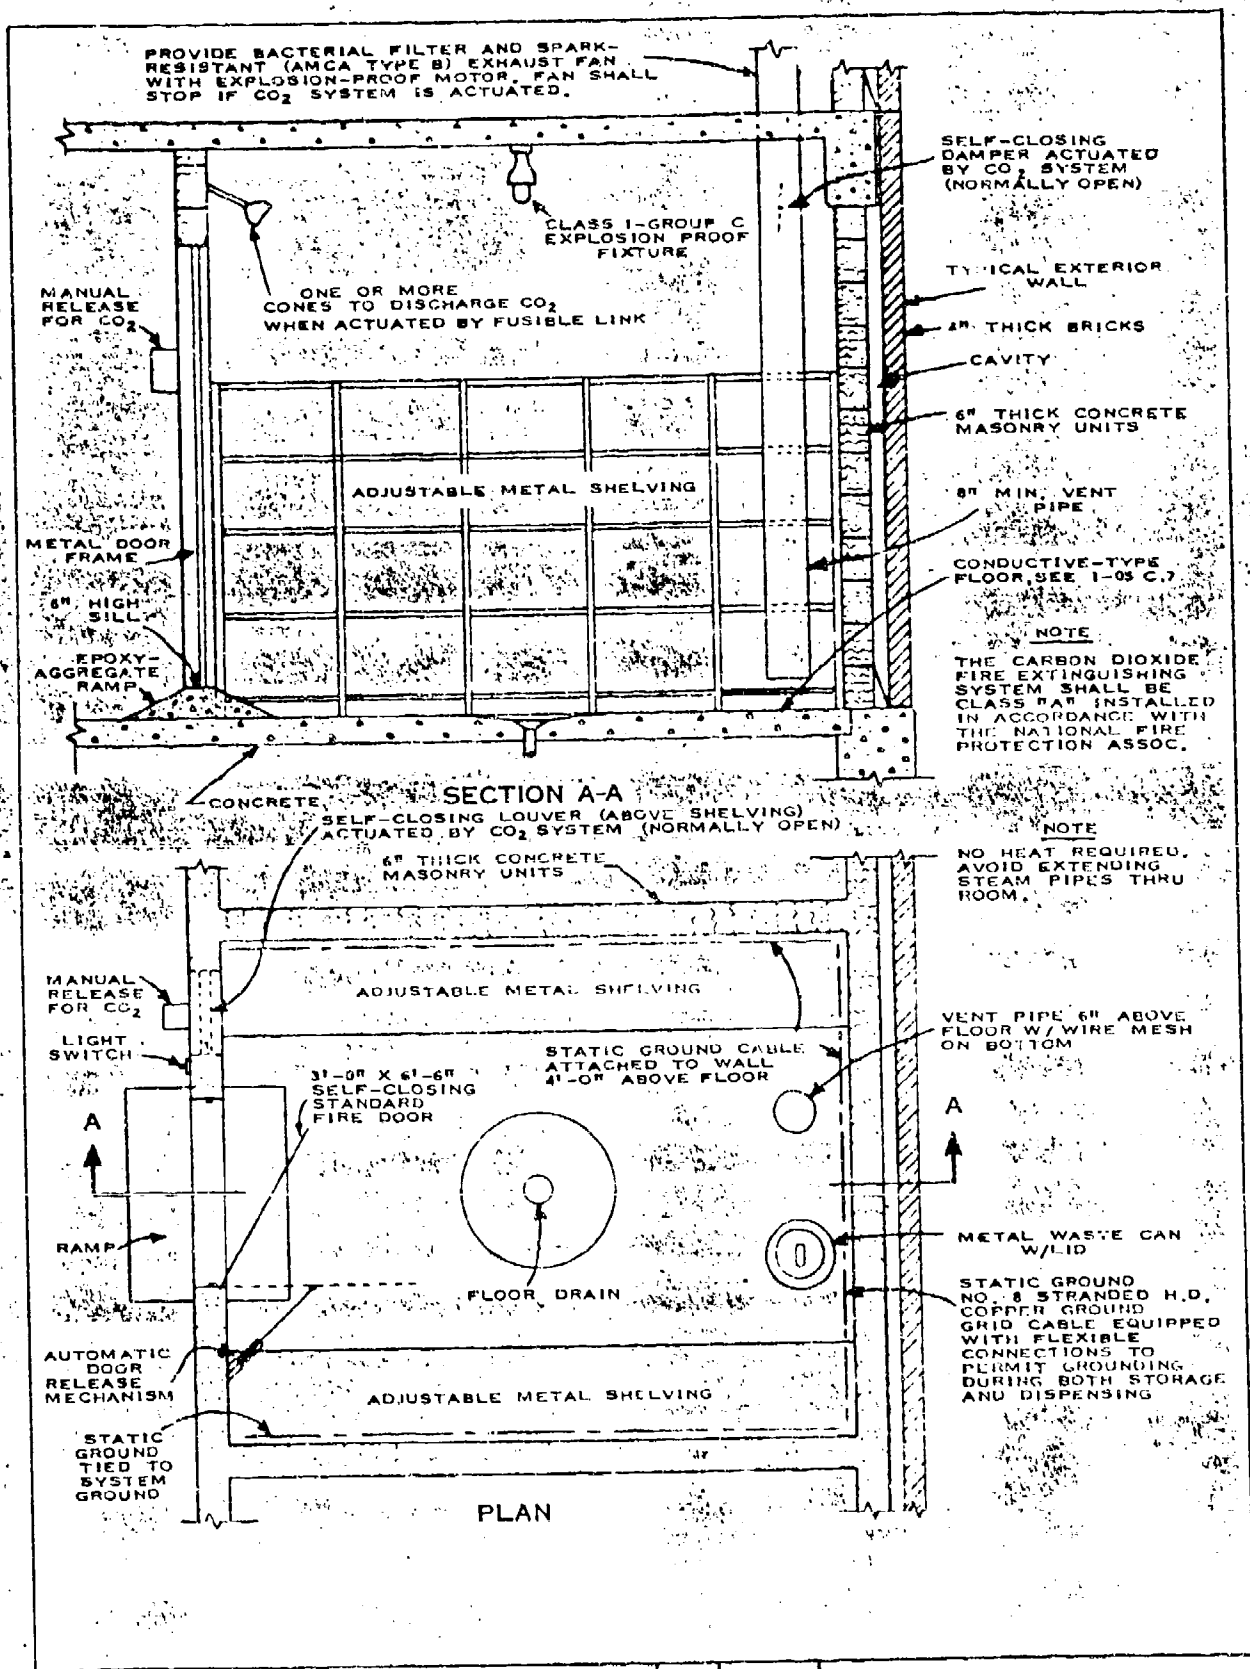 PROVIDE BACTERIAL FILTER AND SPARK-
RESISTANT (AMCA TYPE B) EXHAUST FAN
WITH EXPLOSION-PROOF MOTOR. FAN SHALL
STOP IF CO2 SYSTEM IS ACTUATED.
SELF-CLOSING
DAMPER ACTUATED
BY CO2 SYSTEM
(NORMALLY OPEN)
CLASS I-GROUP C
EXPLOSION PROOF
FIXTURE
TYPICAL EXTERIOR
WALL
MANUAL
RELEASE
FOR CO2
ONE OR MORE
CONES TO DISCHARGE CO2
WHEN ACTUATED BY FUSIBLE LINK
THICK BRICKS
CAVITY
6" THICK CONCRETE
MASONRY UNITS
ADJUSTABLE METAL SHELVING
8" MIN. VENT
PIPE
METAL DOOR
FRAME
CONDUCTIVE-TYPE
FLOOR, SEE 1-05 C.7
6" HIGH
SILL
NOTE
EPOXY-
AGGREGATE
RAMP
THE CARBON DIOXIDE
FIRE EXTINGUISHING
SYSTEM SHALL BE
CLASS "A" INSTALLED
IN ACCORDANCE WITH
THE NATIONAL FIRE
PROTECTION ASSOC.
CONCRETE
SECTION A-A
SELF-CLOSING LOUVER (ABOVE SHELVING)
ACTUATED BY CO2 SYSTEM (NORMALLY OPEN)
NOTE
6" THICK CONCRETE
MASONRY UNITS
NO HEAT REQUIRED.
AVOID EXTENDING
STEAM PIPES THRU
ROOM.
MANUAL
RELEASE
FOR CO2
ADJUSTABLE METAL SHELVING
LIGHT
SWITCH
VENT PIPE 6" ABOVE
FLOOR W/WIRE MESH
ON BOTTOM
STATIC GROUND CABLE
ATTACHED TO WALL
4'-0" ABOVE FLOOR
3'-0" X 6'-6"
SELF-CLOSING
STANDARD
FIRE DOOR
A
A
RAMP
METAL WASTE CAN
W/LID
FLOOR DRAIN
STATIC GROUND
NO. 8 STRANDED H.D.
COPPER GROUND
GRID CABLE EQUIPPED
WITH FLEXIBLE
CONNECTIONS TO
PERMIT GROUNDING
DURING BOTH STORAGE
AND DISPENSING
AUTOMATIC
DOOR
RELEASE
MECHANISM
ADJUSTABLE METAL SHELVING
STATIC
GROUND
TIED TO
SYSTEM
GROUND
PLAN